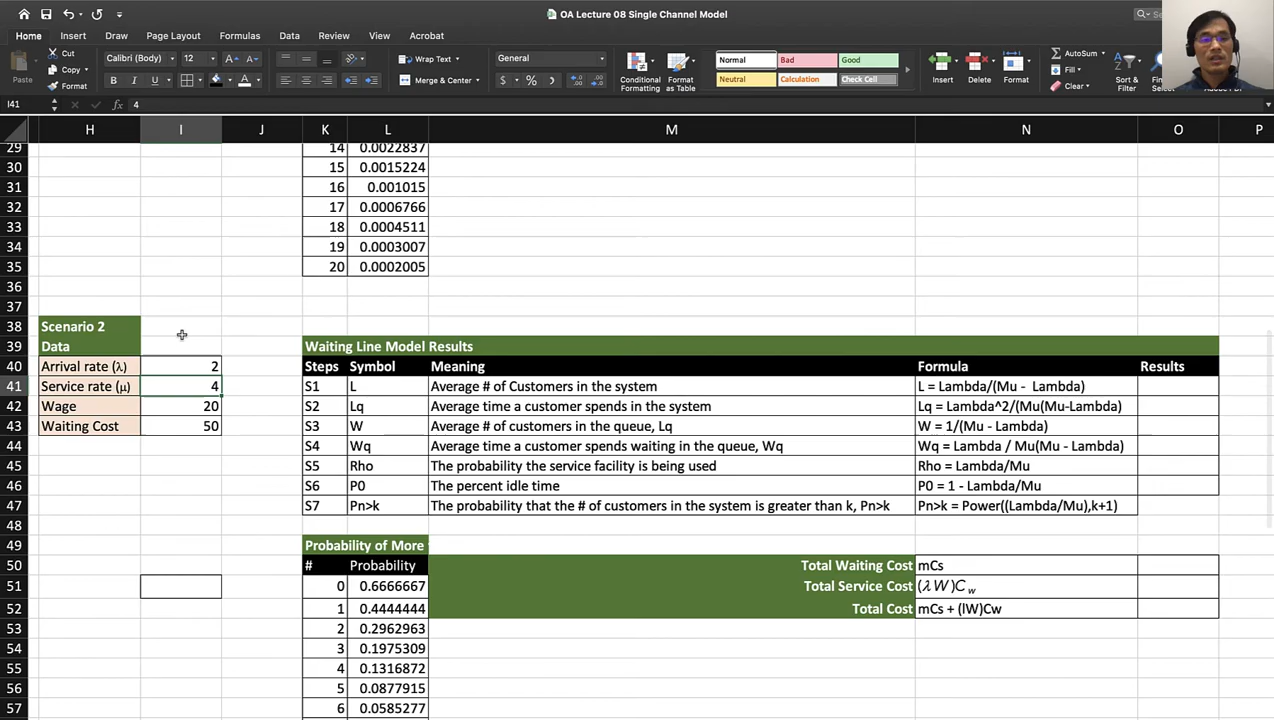 OA Lecture 08 Single Channel Model
Home Insert Draw Page Layout Formulas Data Review View Acrobat
Paste
Cut
Copy
Format
Calibri (Body) 12
Wrap Text
Merge & Center
General
Conditional Formatting
Format as Table
Normal Bad Good
Neutral Calculation Check Cell
Insert Delete Format
AutoSum
Fill
Clear
Sort & Filter
I41 fx 4
H I J K L M N O P
29 14 0.0022837
30 15 0.0015224
31 16 0.001015
32 17 0.0006766
33 18 0.0004511
34 19 0.0003007
35 20 0.0002005
36
37
38 Scenario 2
39 Data Waiting Line Model Results
40 Arrival rate (λ) 2 Steps Symbol Meaning Formula Results
41 Service rate (μ) 4 S1 L Average # of Customers in the system L = Lambda/(Mu - Lambda)
42 Wage 20 S2 Lq Average time a customer spends in the system Lq = Lambda^2/(Mu(Mu-Lambda)
43 Waiting Cost 50 S3 W Average # of customers in the queue, Lq W = 1/(Mu - Lambda)
44 S4 Wq Average time a customer spends waiting in the queue, Wq Wq = Lambda / Mu(Mu - Lambda)
45 S5 Rho The probability the service facility is being used Rho = Lambda/Mu
46 S6 P0 The percent idle time P0 = 1 - Lambda/Mu
47 S7 Pn>k The probability that the # of customers in the system is greater than k, Pn>k Pn>k = Power((Lambda/Mu),k+1)
48
49 Probability of More
50 # Probability Total Waiting Cost mCs
51 0 0.6666667 Total Service Cost (λW)Cw
52 1 0.4444444 Total Cost mCs + (lW)Cw
53 2 0.2962963
54 3 0.1975309
55 4 0.1316872
56 5 0.0877915
57 6 0.0585277